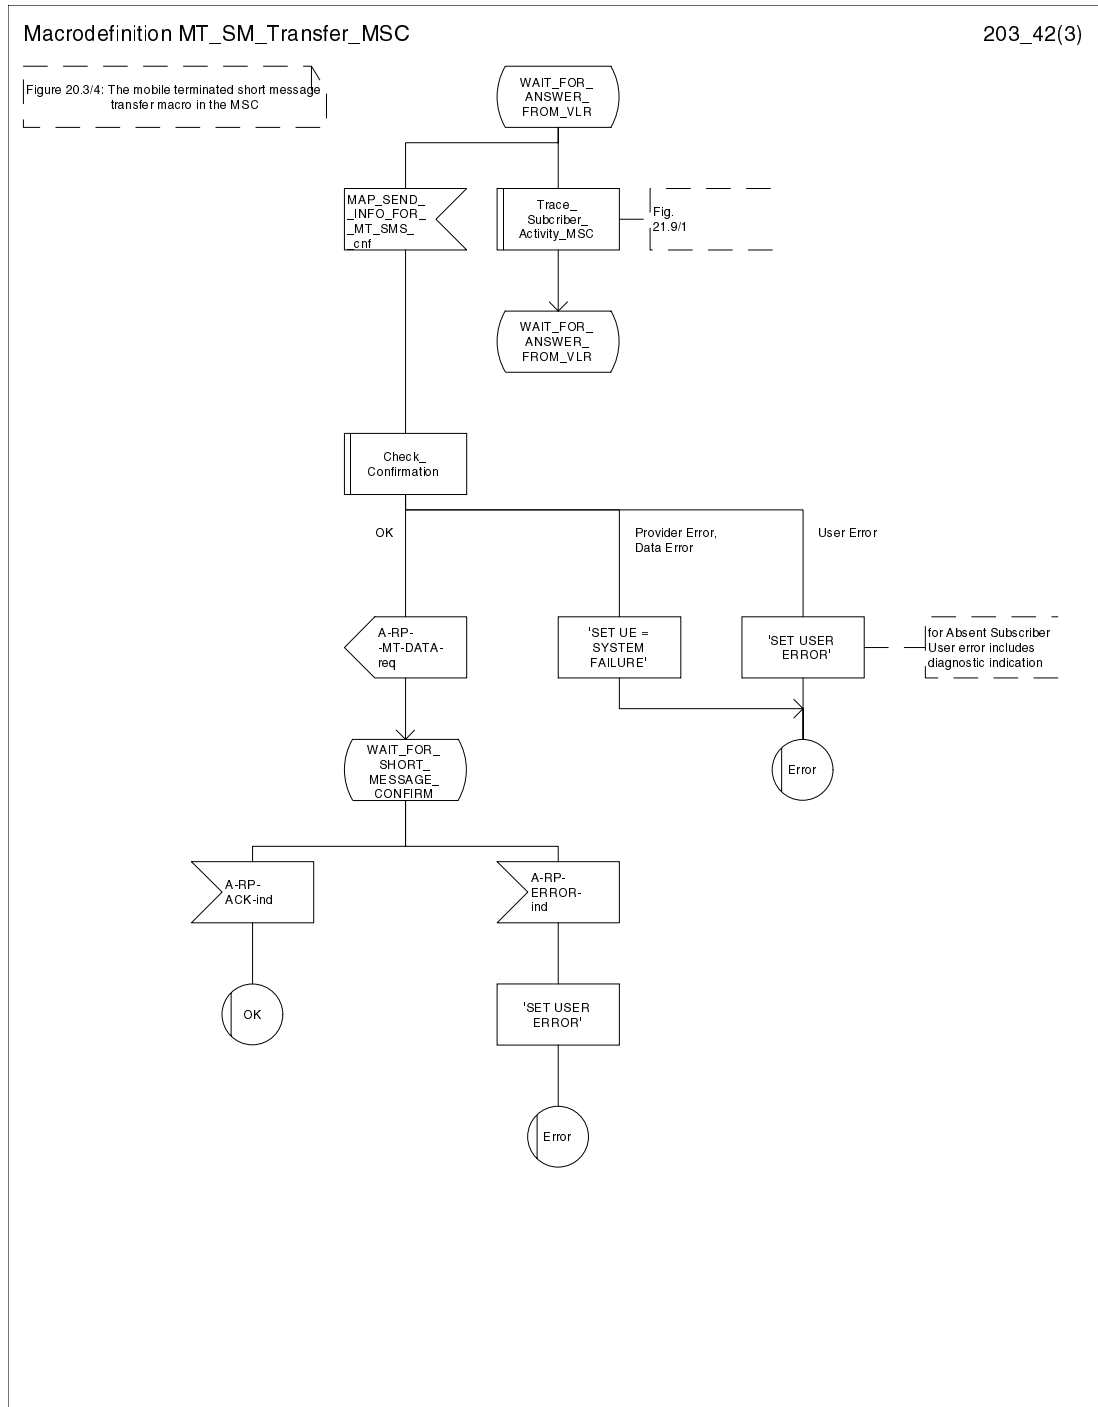 Macrodefinition MT_SM_Transfer_MSC
203_42(3)
Figure 20.3/4: The mobile terminated short message
transfer macro in the MSC
WAIT_FOR_
ANSWER_
FROM_VLR
MAP_SEND_
_INFO_FOR_
_MT_SMS_
_cnf
Trace_
Subcriber_
Activity_MSC
Fig.
21.9/1
WAIT_FOR_
ANSWER_
FROM_VLR
Check_
Confirmation
OK
Provider Error,
Data Error
User Error
A-RP-
-MT-DATA-
req
'SET UE =
SYSTEM
FAILURE'
'SET USER
ERROR'
for Absent Subscriber
User error includes
diagnostic indication
WAIT_FOR_
SHORT_
MESSAGE_
CONFIRM
Error
A-RP-
ACK-ind
A-RP-
ERROR-
ind
OK
'SET USER
ERROR'
Error